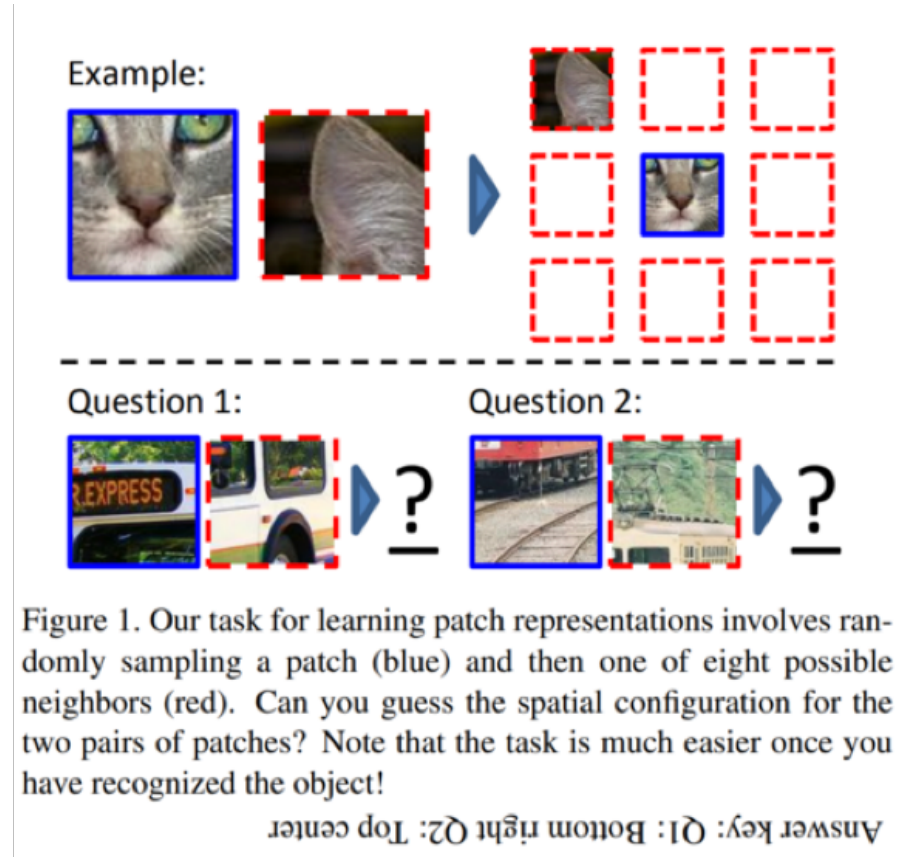 Example:
Question 1:
Question 2:
R.EXPRESS
?
?
Figure 1. Our task for learning patch representations involves ran-
domly sampling a patch (blue) and then one of eight possible
neighbors (red). Can you guess the spatial configuration for the
two pairs of patches? Note that the task is much easier once you
have recognized the object!
Answer key: Q1: Bottom right Q2: Top center